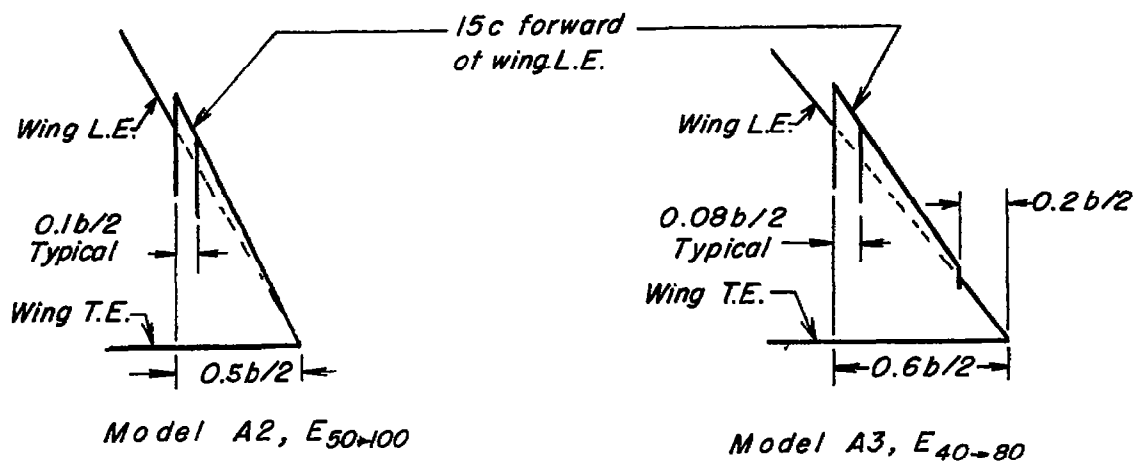 15c forward
of wing L.E.
Wing L.E.
Wing L.E.
0.1b/2
Typical
0.08b/2
Typical
0.2b/2
Wing T.E.
Wing T.E.
0.5b/2
0.6b/2
Model A2, E50→100
Model A3, E40→80